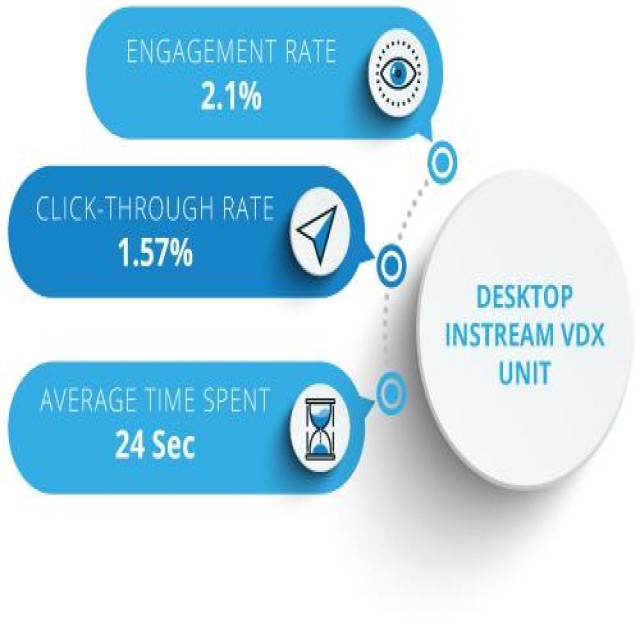 ENGAGEMENT RATE
2.1%
CLICK-THROUGH RATE
1.57%
AVERAGE TIME SPENT
24 Sec
DESKTOP
INSTREAM VDX
UNIT